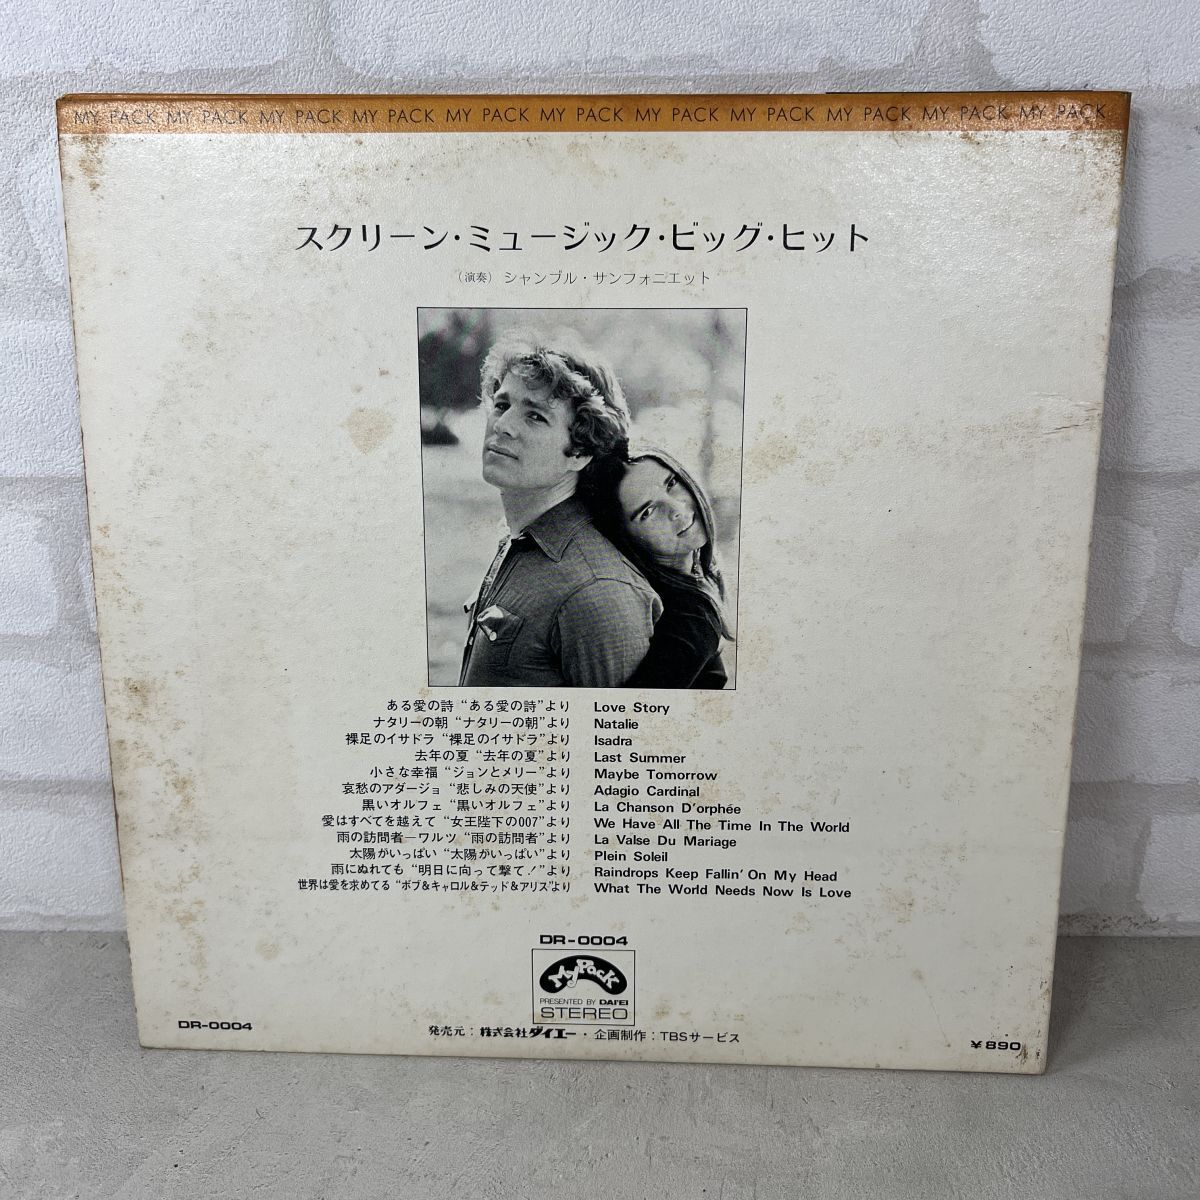 MY PACK MY PACK MY PACK MY PACK MY PACK MY PACK MY PACK MY PACK MY PACK MY PACK MY PACK
スクリーン・ミュージック・ビッグ・ヒット
(演奏) シャンブル・サンフォニエット
ある愛の詩 “ある愛の詩”より Love Story
ナタリーの朝 “ナタリーの朝”より Natalie
裸足のイサドラ “裸足のイサドラ”より Isadra
去年の夏 “去年の夏”より Last Summer
小さな幸福 “ジョンとメリー”より Maybe Tomorrow
哀愁のアダージョ “悲しみの天使”より Adagio Cardinal
黒いオルフェ “黒いオルフェ”より La Chanson D'orphée
愛はすべてを越えて “女王陛下の007”より We Have All The Time In The World
雨の訪問者―ワルツ “雨の訪問者”より La Valse Du Mariage
太陽がいっぱい “太陽がいっぱい”より Plein Soleil
雨にぬれても “明日に向って撃て!”より Raindrops Keep Fallin' On My Head
世界は愛を求めてる “ボブ&キャロル&テッド&アリス”より What The World Needs Now Is Love
DR-0004
My Pack
PRESENTED BY DAI'EI
STEREO
DR-0004
発売元:株式会社ダイエー・企画制作:TBSサービス
¥890